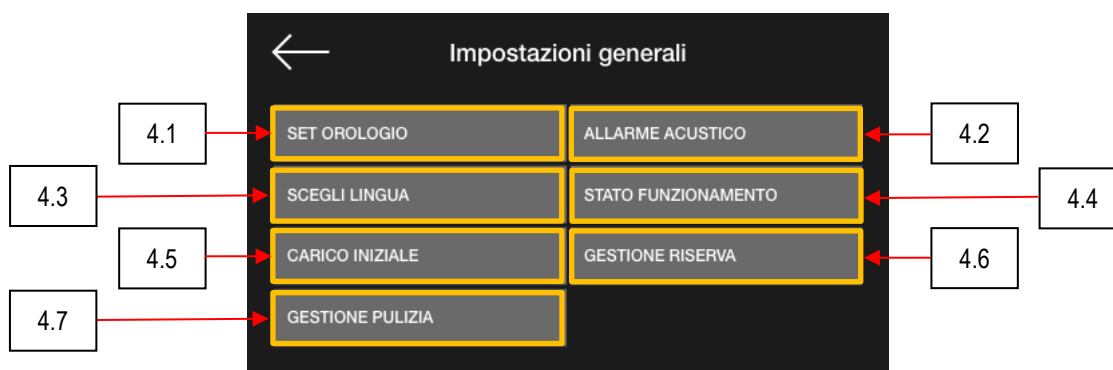 Impostazioni generali
4.1 SET OROLOGIO ALLARME ACUSTICO 4.2
4.3 SCEGLI LINGUA STATO FUNZIONAMENTO 4.4
4.5 CARICO INIZIALE GESTIONE RISERVA 4.6
4.7 GESTIONE PULIZIA